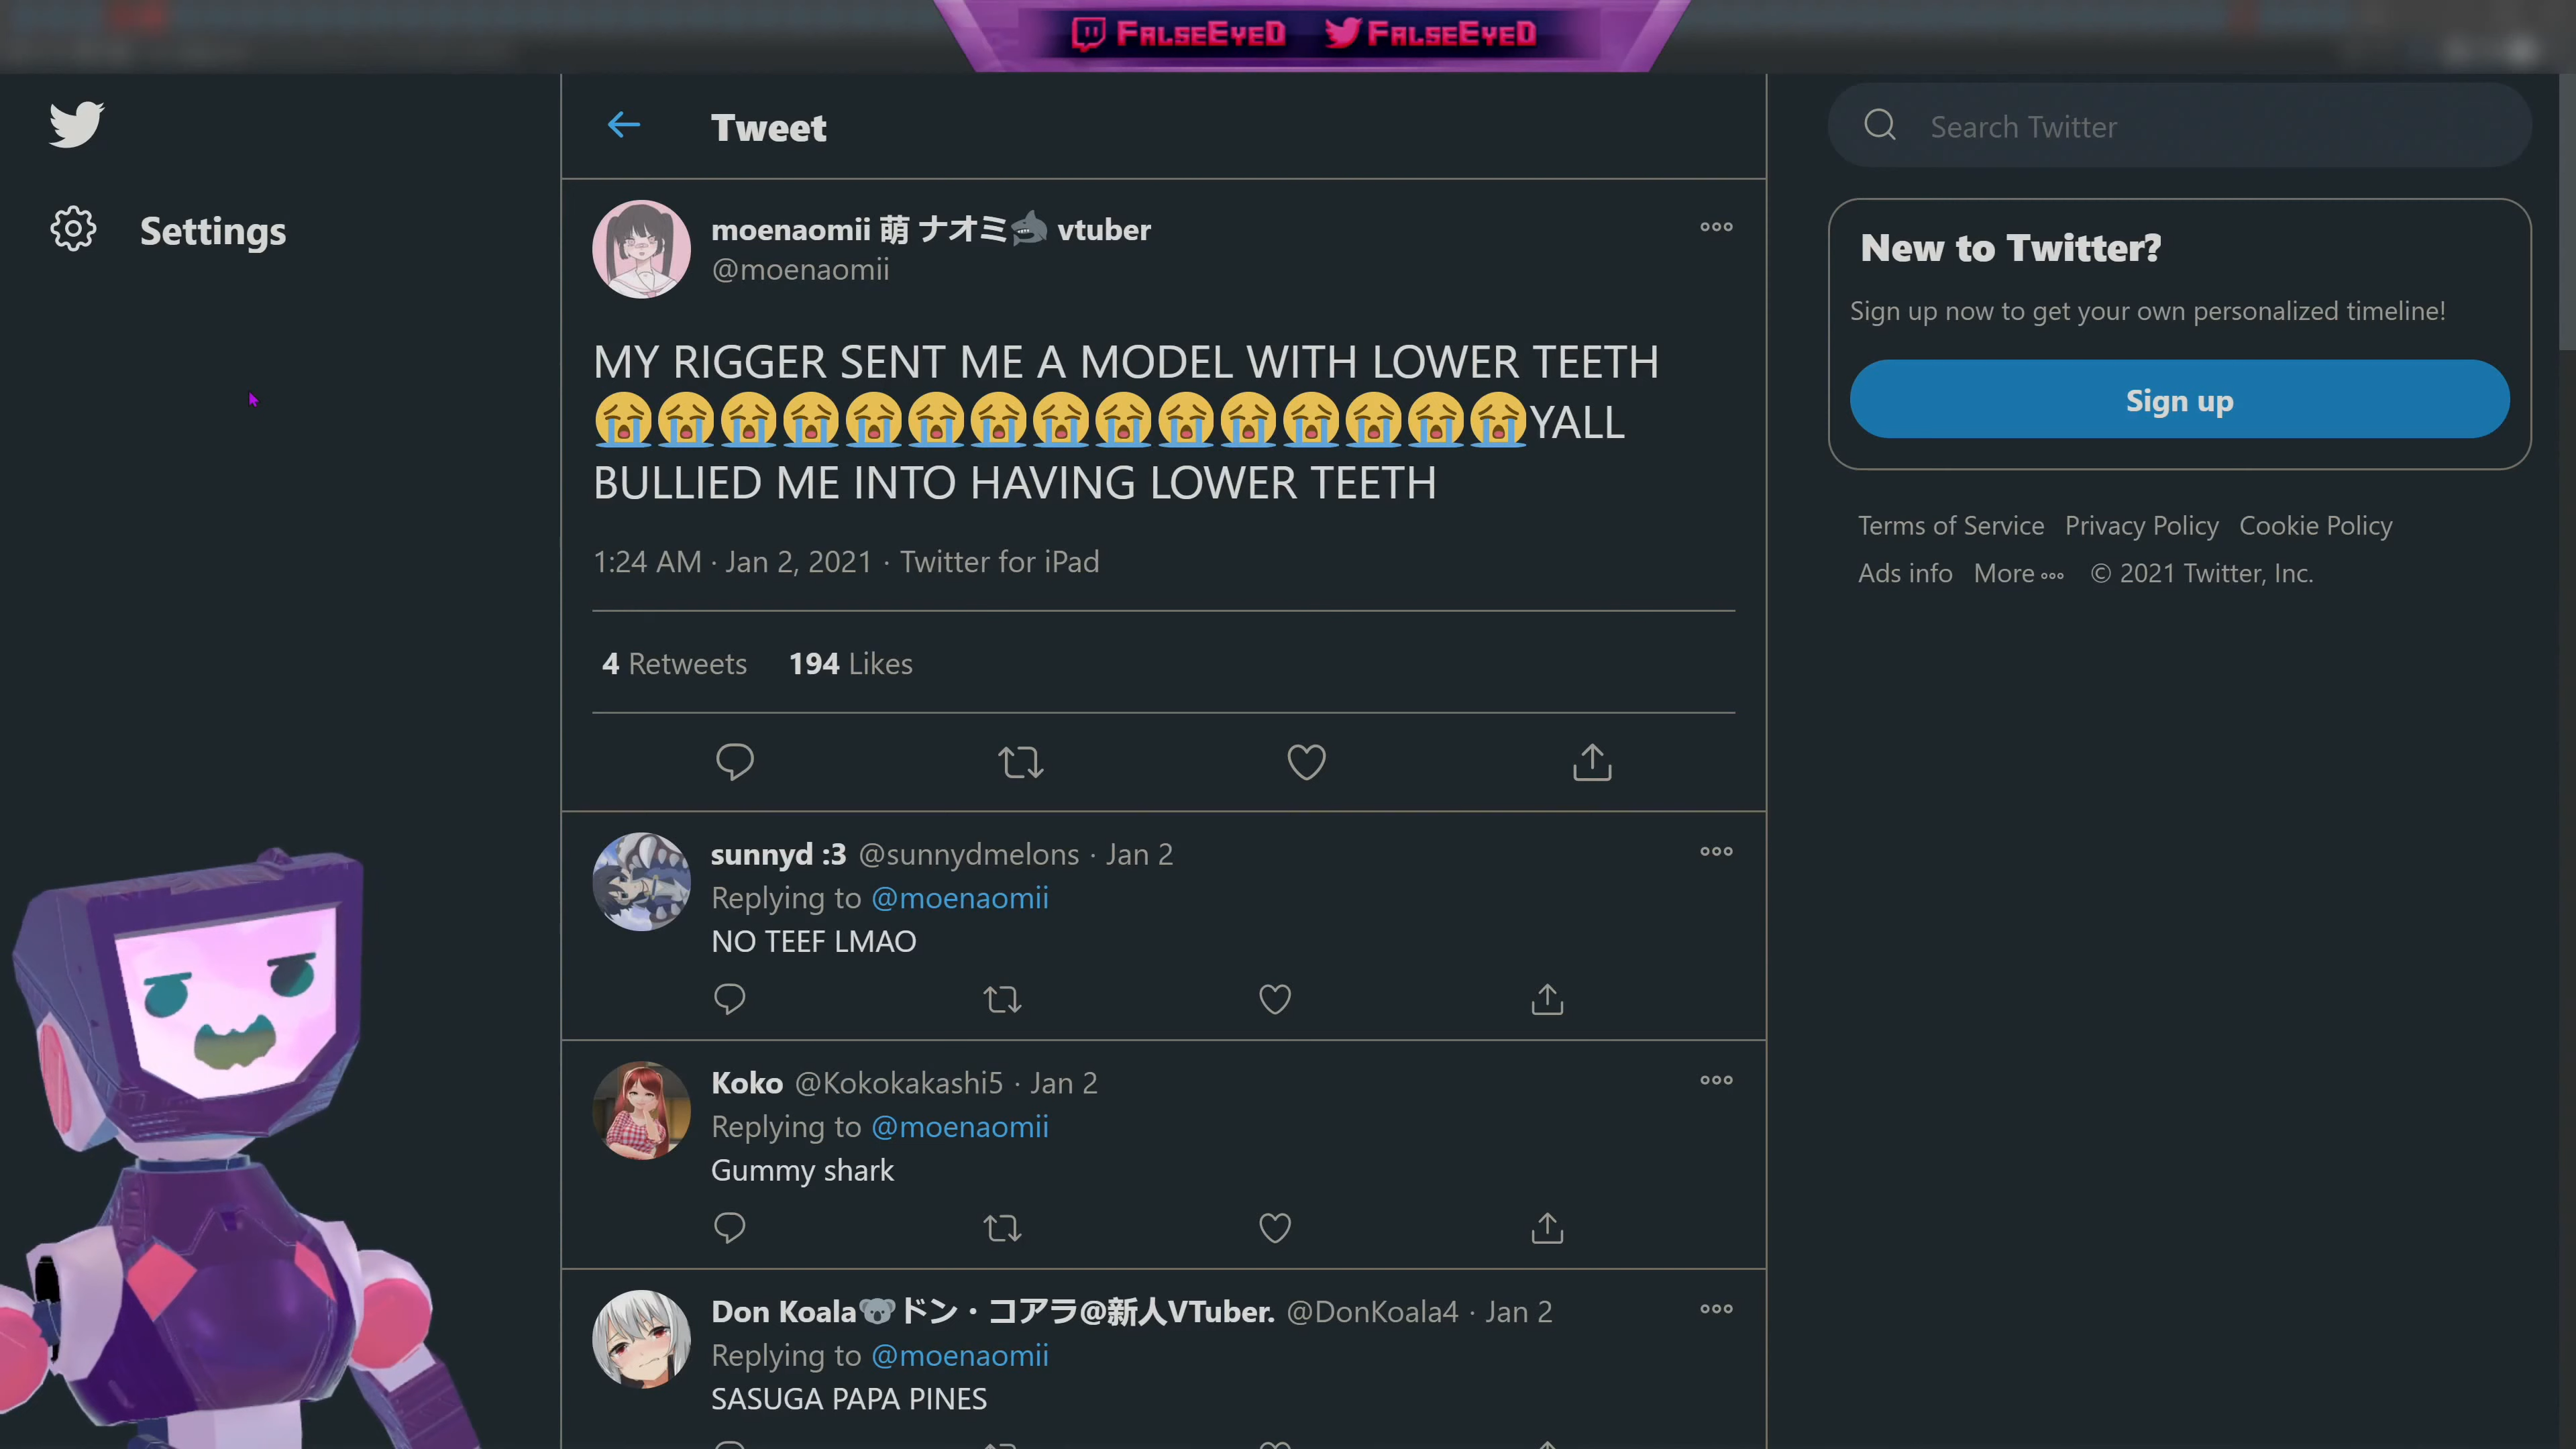 FalseEyeD FalseEyeD
Tweet
Search Twitter
Settings
moenaomii 萌 ナオミ🦈 vtuber
@moenaomii
MY RIGGER SENT ME A MODEL WITH LOWER TEETH
😭😭😭😭😭😭😭😭😭😭😭😭😭😭😭YALL
BULLIED ME INTO HAVING LOWER TEETH
1:24 AM · Jan 2, 2021 · Twitter for iPad
4 Retweets 194 Likes
sunnyd :3 @sunnydmelons · Jan 2
Replying to @moenaomii
NO TEEF LMAO
Koko @Kokokakashi5 · Jan 2
Replying to @moenaomii
Gummy shark
Don Koala🐨ドン・コアラ@新人VTuber. @DonKoala4 · Jan 2
Replying to @moenaomii
SASUGA PAPA PINES
New to Twitter?
Sign up now to get your own personalized timeline!
Sign up
Terms of Service Privacy Policy Cookie Policy
Ads info More © 2021 Twitter, Inc.